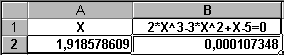 A B
1 X 2*X^3-3*X^2+X-5=0
2 1,918578609 0,000107348